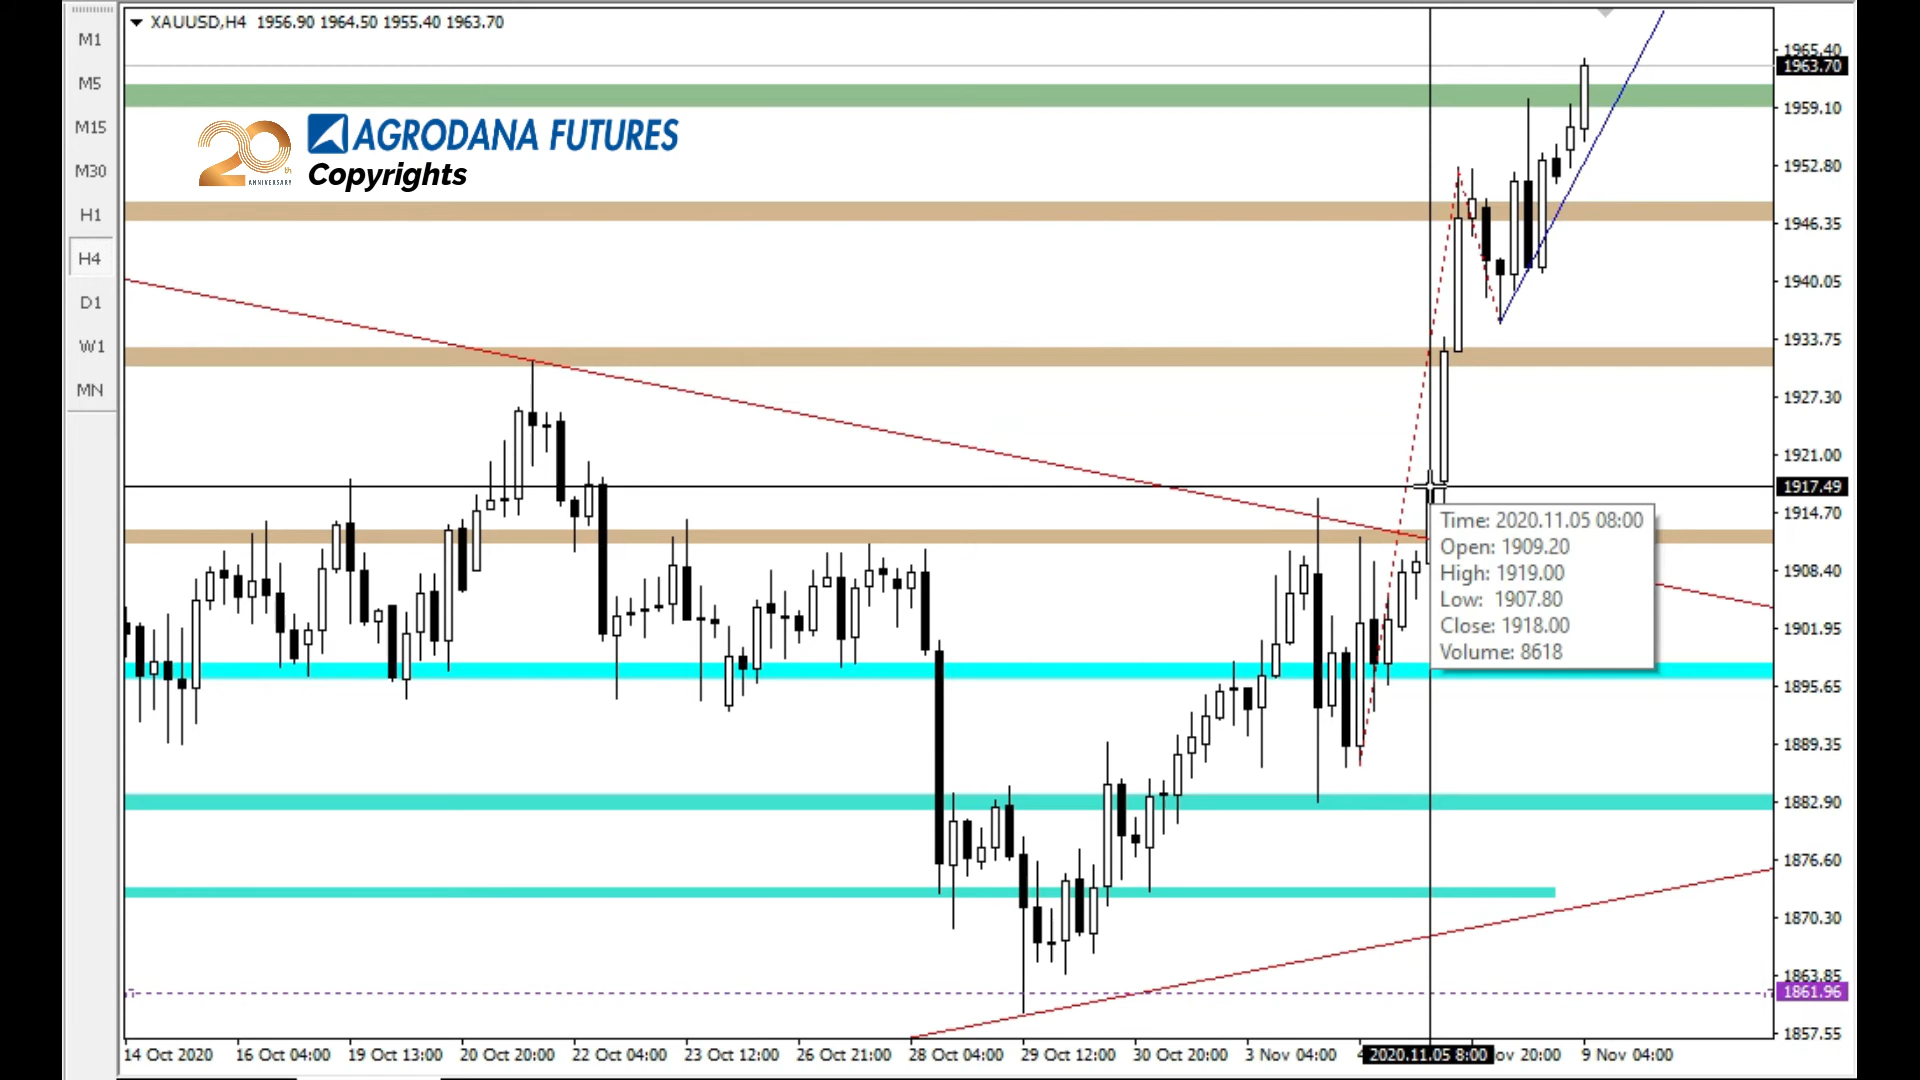 XAUUSD,H4 1956.90 1964.50 1955.40 1963.70
M1
M5
M15
M30
H1
H4
D1
W1
MN
20th
ANNIVERSARY
AGRODANA FUTURES
Copyrights
1965.40
1963.70
1959.10
1952.80
1946.35
1940.05
1933.75
1927.30
1921.00
1917.49
1914.70
1908.40
1901.95
1895.65
1889.35
1882.90
1876.60
1870.30
1863.85
1861.96
1857.55
Time: 2020.11.05 08:00
Open: 1909.20
High: 1919.00
Low: 1907.80
Close: 1918.00
Volume: 8618
14 Oct 2020 16 Oct 04:00 19 Oct 13:00 20 Oct 20:00 22 Oct 04:00 23 Oct 12:00 26 Oct 21:00 28 Oct 04:00 29 Oct 12:00 30 Oct 20:00 3 Nov 04:00 2020.11.05 8:00 ov 20:00 9 Nov 04:00